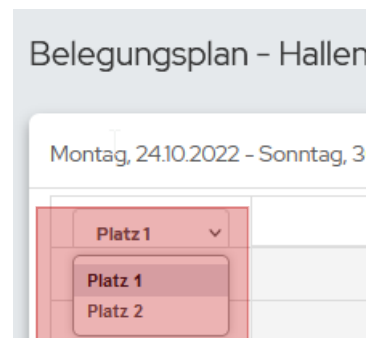 Belegungsplan - Hallen
Montag, 24.10.2022 - Sonntag, 3
Platz 1
Platz 1
Platz 2